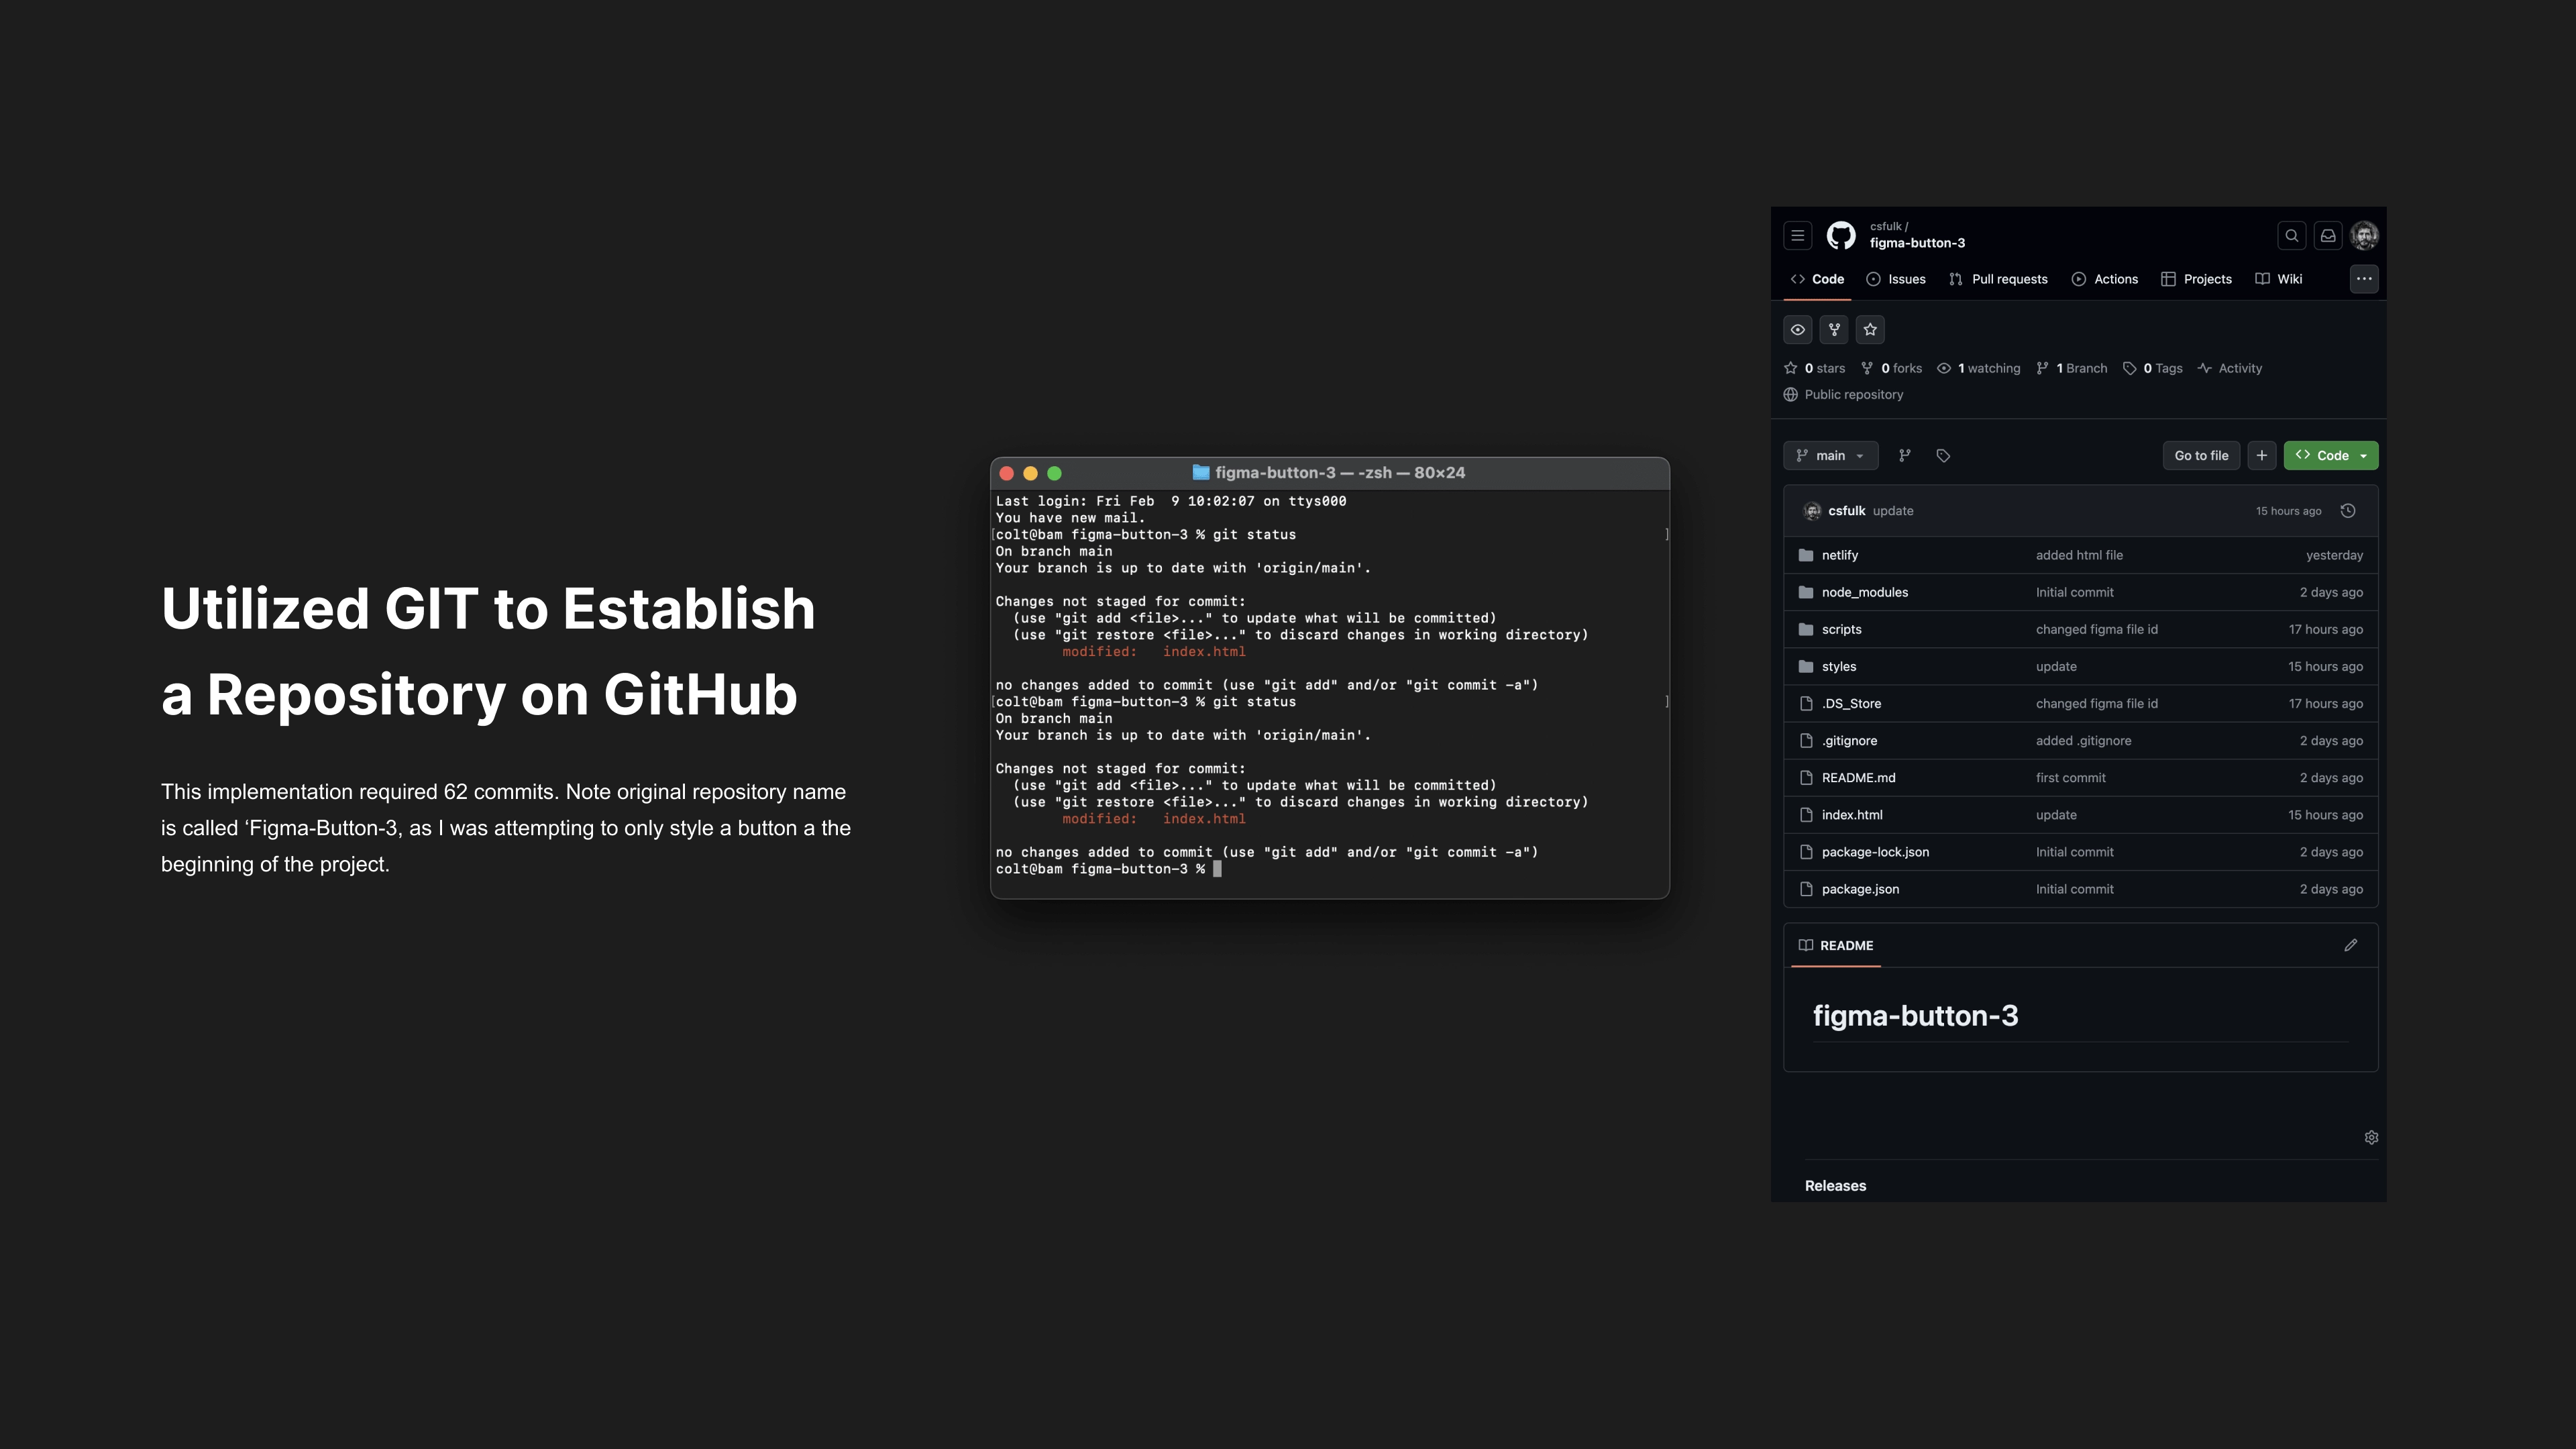 Utilized GIT to Establish
a Repository on GitHub
This implementation required 62 commits. Note original repository name
is called ‘Figma-Button-3, as I was attempting to only style a button a the
beginning of the project.
figma-button-3 — -zsh — 80×24
Last login: Fri Feb  9 10:02:07 on ttys000
You have new mail.
[colt@bam figma-button-3 % git status ]
On branch main
Your branch is up to date with 'origin/main'.
Changes not staged for commit:
(use "git add <file>..." to update what will be committed)
(use "git restore <file>..." to discard changes in working directory)
modified:   index.html
no changes added to commit (use "git add" and/or "git commit -a")
[colt@bam figma-button-3 % git status ]
On branch main
Your branch is up to date with 'origin/main'.
Changes not staged for commit:
(use "git add <file>..." to update what will be committed)
(use "git restore <file>..." to discard changes in working directory)
modified:   index.html
no changes added to commit (use "git add" and/or "git commit -a")
colt@bam figma-button-3 %
csfulk /
figma-button-3
Code Issues Pull requests Actions Projects Wiki
0 stars 0 forks 1 watching 1 Branch 0 Tags Activity
Public repository
main Go to file + Code
csfulk update 15 hours ago
netlify added html file yesterday
node_modules Initial commit 2 days ago
scripts changed figma file id 17 hours ago
styles update 15 hours ago
.DS_Store changed figma file id 17 hours ago
.gitignore added .gitignore 2 days ago
README.md first commit 2 days ago
index.html update 15 hours ago
package-lock.json Initial commit 2 days ago
package.json Initial commit 2 days ago
README
figma-button-3
Releases